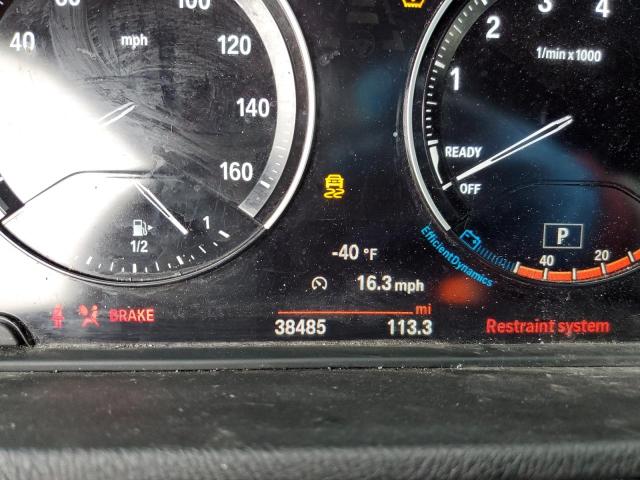 100
40
mph
120
140
160
1/2
1
3
4
2
1/min x 1000
1
READY
OFF
P
-40 °F
16.3 mph
EfficientDynamics
40
20
BRAKE
mi
38485
113.3
Restraint system